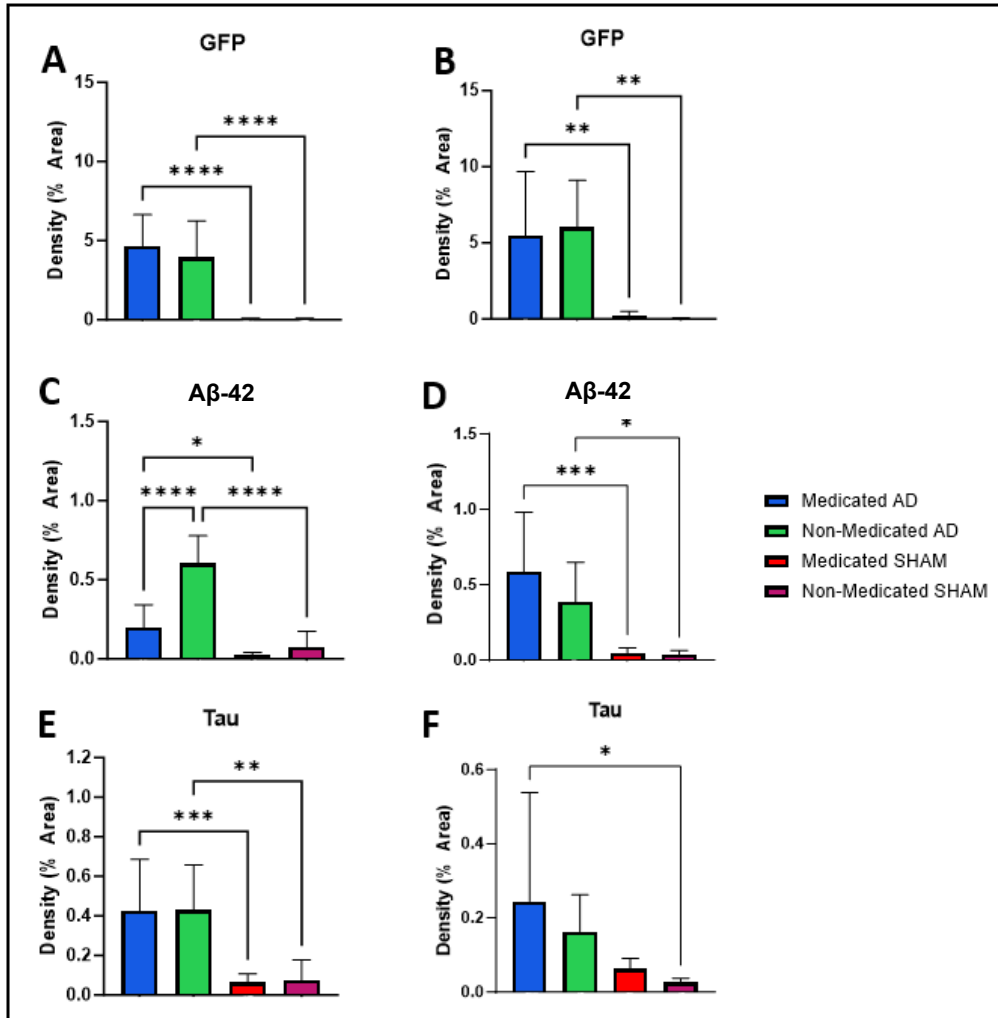 A
GFP
Density (% Area)
15
10
5
0
****
****
B
GFP
Density (% Area)
15
10
5
0
**
**
C
Aβ-42
Density (% Area)
1.5
1.0
0.5
0.0
*
**** ****
D
Aβ-42
Density (% Area)
1.5
1.0
0.5
0.0
*
***
Medicated AD
Non-Medicated AD
Medicated SHAM
Non-Medicated SHAM
E
Tau
Density (% Area)
1.2
1.0
0.8
0.6
0.4
0.2
0.0
**
***
F
Tau
Density (% Area)
0.6
0.4
0.2
0.0
*